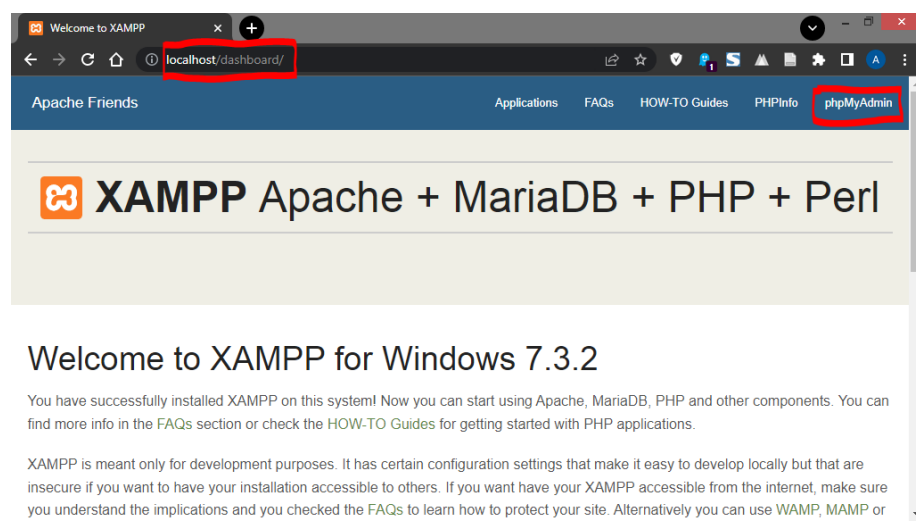 Welcome to XAMPP
localhost/dashboard/
1
S
A
Apache Friends
Applications FAQs HOW-TO Guides PHPInfo phpMyAdmin
XAMPP Apache + MariaDB + PHP + Perl
Welcome to XAMPP for Windows 7.3.2
You have successfully installed XAMPP on this system! Now you can start using Apache, MariaDB, PHP and other components. You can
find more info in the FAQs section or check the HOW-TO Guides for getting started with PHP applications.
XAMPP is meant only for development purposes. It has certain configuration settings that make it easy to develop locally but that are
insecure if you want to have your installation accessible to others. If you want have your XAMPP accessible from the internet, make sure
you understand the implications and you checked the FAQs to learn how to protect your site. Alternatively you can use WAMP, MAMP or